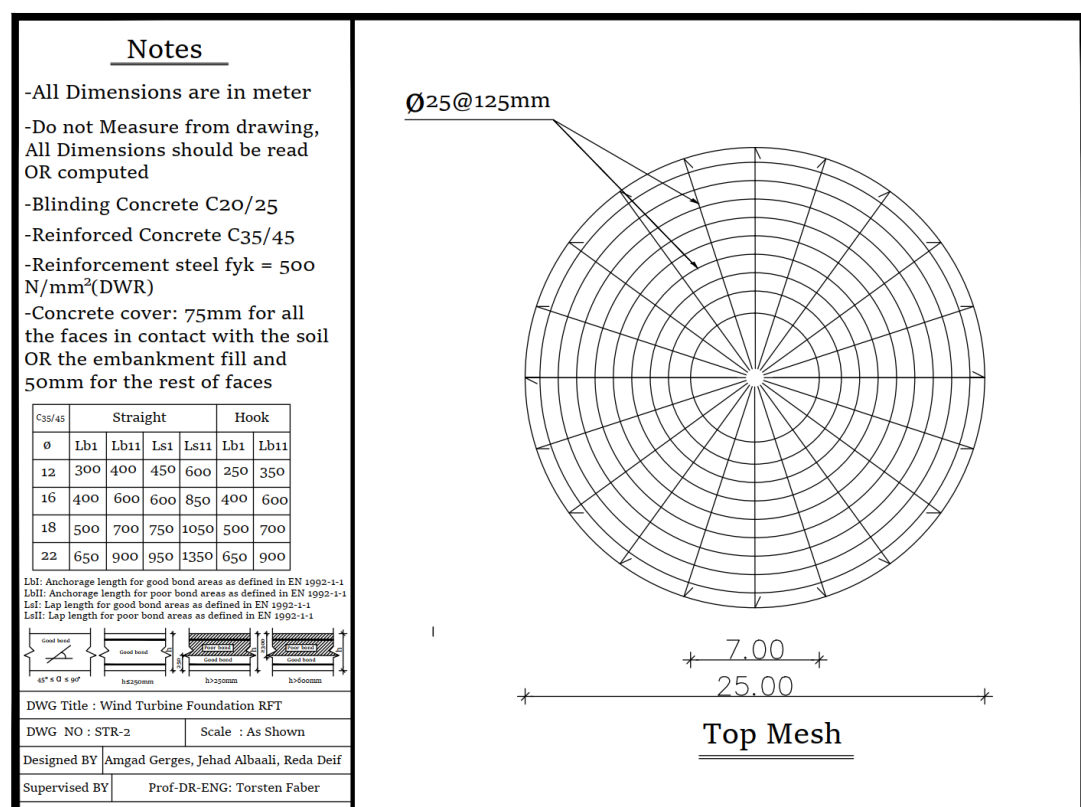 Notes
-All Dimensions are in meter
-Do not Measure from drawing,
All Dimensions should be read
OR computed
-Blinding Concrete C20/25
-Reinforced Concrete C35/45
-Reinforcement steel fyk = 500
N/mm²(DWR)
-Concrete cover: 75mm for all
the faces in contact with the soil
OR the embankment fill and
50mm for the rest of faces
C35/45 Straight Hook
ø Lb1 Lb11 Ls1 Ls11 Lb1 Lb11
12 300 400 450 600 250 350
16 400 600 600 850 400 600
18 500 700 750 1050 500 700
22 650 900 950 1350 650 900
LbI: Anchorage length for good bond areas as defined in EN 1992-1-1
LbII: Anchorage length for poor bond areas as defined in EN 1992-1-1
LsI: Lap length for good bond areas as defined in EN 1992-1-1
LsII: Lap length for poor bond areas as defined in EN 1992-1-1
Good bond
45° ≤ α ≤ 90°
Good bond
h
h≤250mm
Poor bond
Good bond
250
h
h>250mm
≥300
Poor bond
Good bond
h
h>600mm
DWG Title : Wind Turbine Foundation RFT
DWG NO : STR-2 Scale : As Shown
Designed BY Amgad Gerges, Jehad Albaali, Reda Deif
Supervised BY Prof-DR-ENG: Torsten Faber
Ø25@125mm
7.00
25.00
Top Mesh